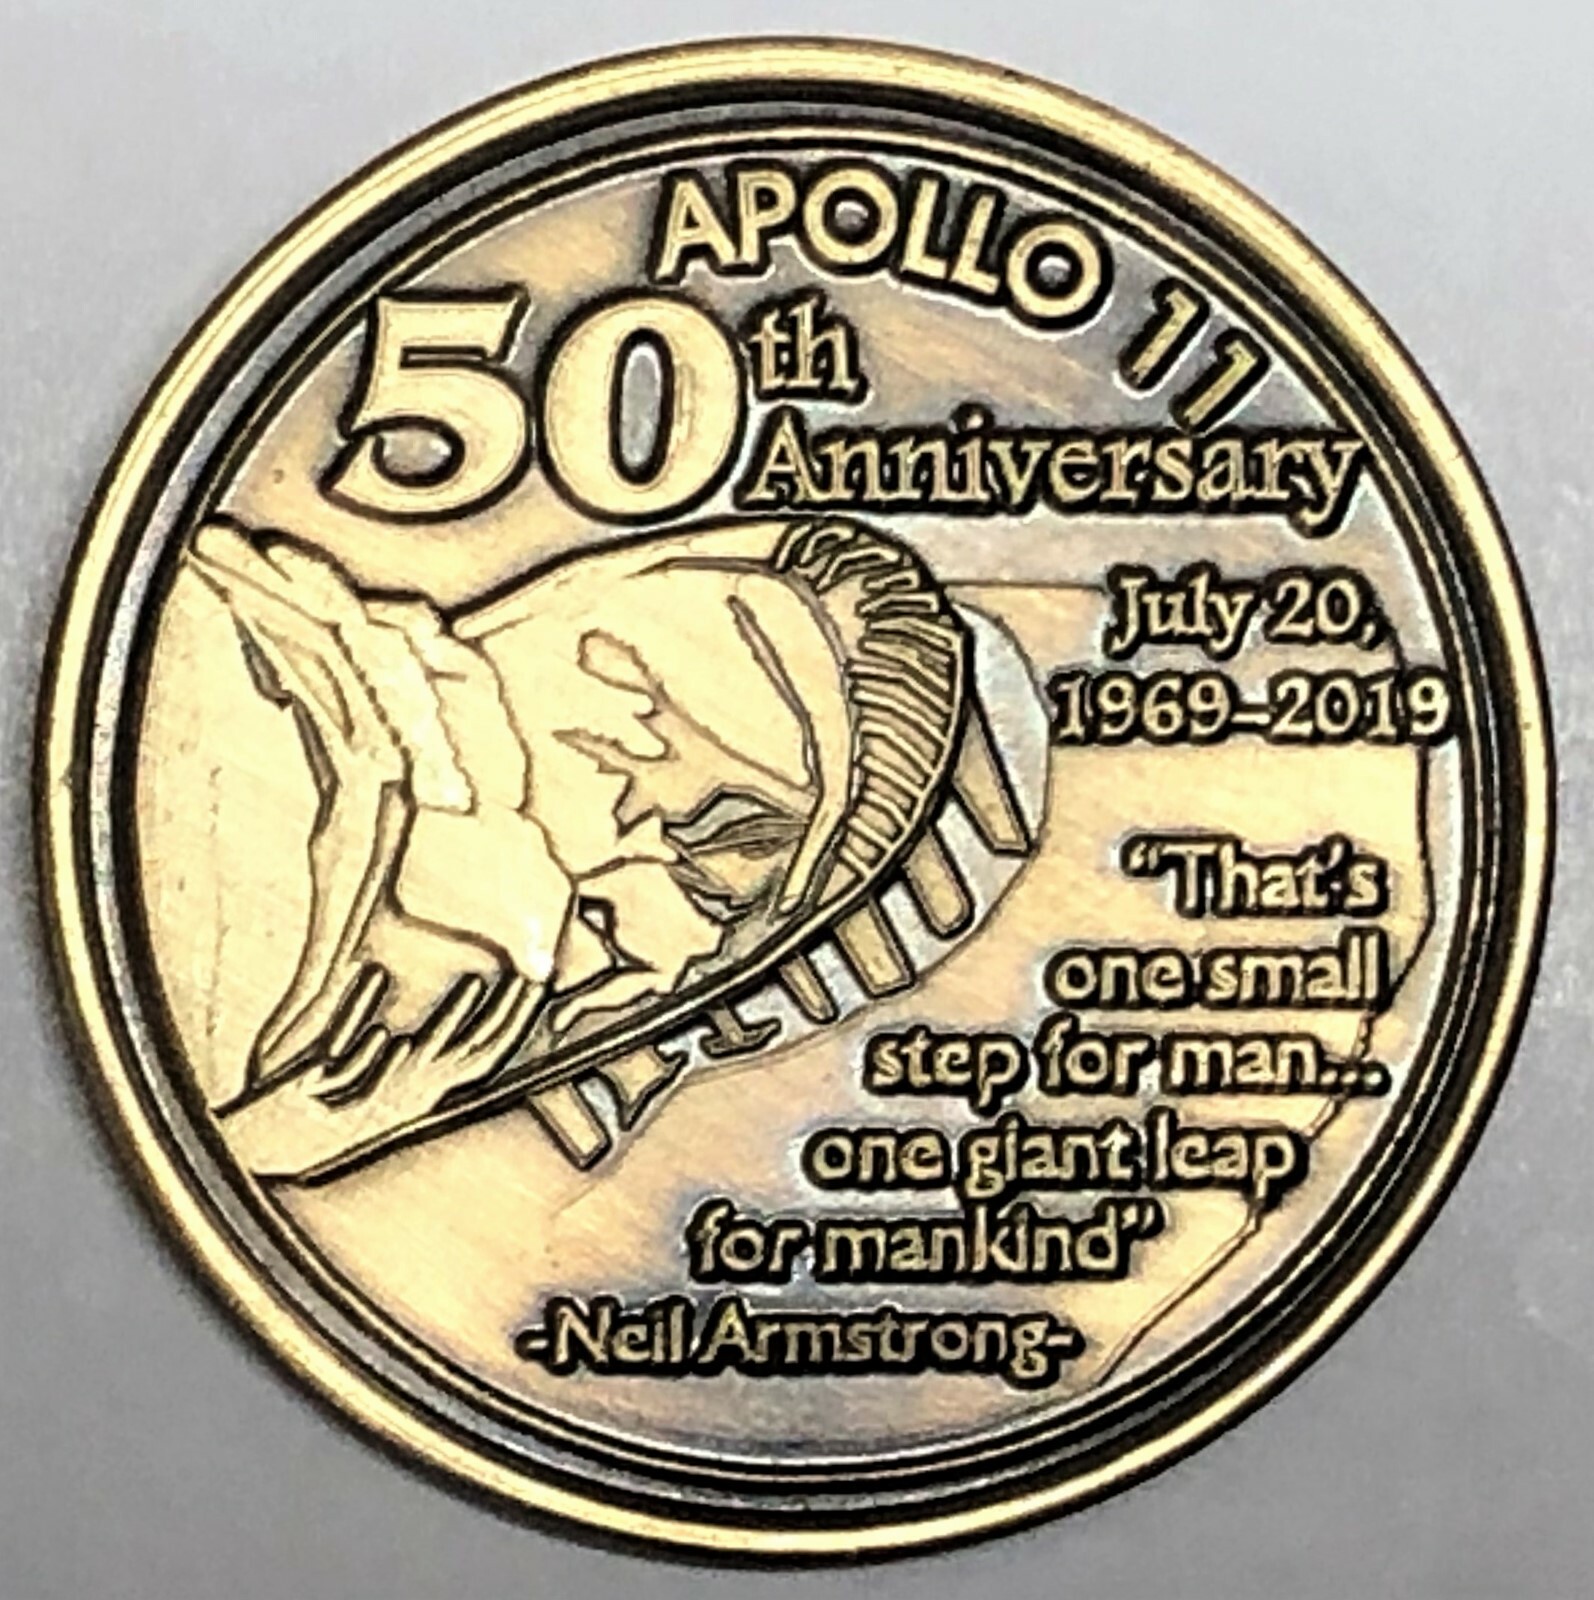 APOLLO 11
50th
Anniversary
July 20,
1969-2019
"That's
one small
step for man...
one giant leap
for mankind"
-Neil Armstrong-